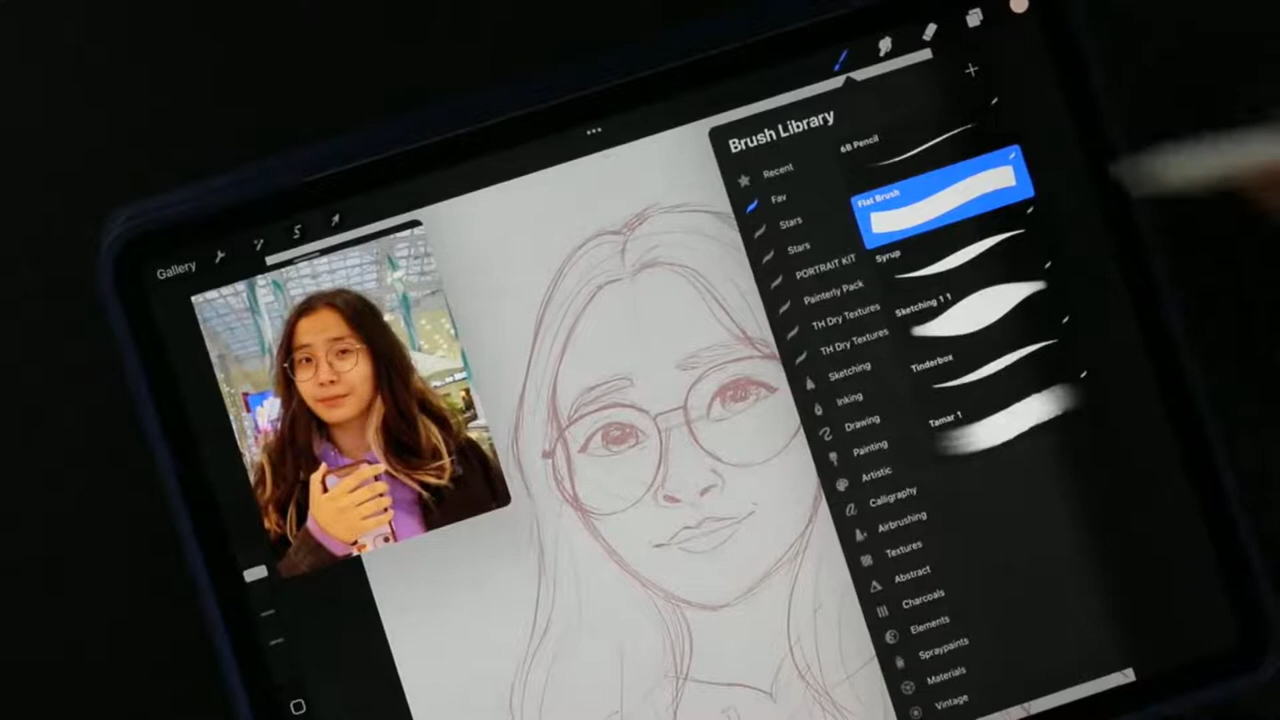 Gallery
Brush Library
Recent
Fav
Stars
Stars
PORTRAIT KIT
Painterly Pack
TH Dry Textures
TH Dry Textures
Sketching
Inking
Drawing
Painting
Artistic
Calligraphy
Airbrushing
Textures
Abstract
Charcoals
Elements
Spraypaints
Materials
Vintage
6B Pencil
Flat Brush
Syrup
Sketching 1 1
Tinderbox
Tamar 1